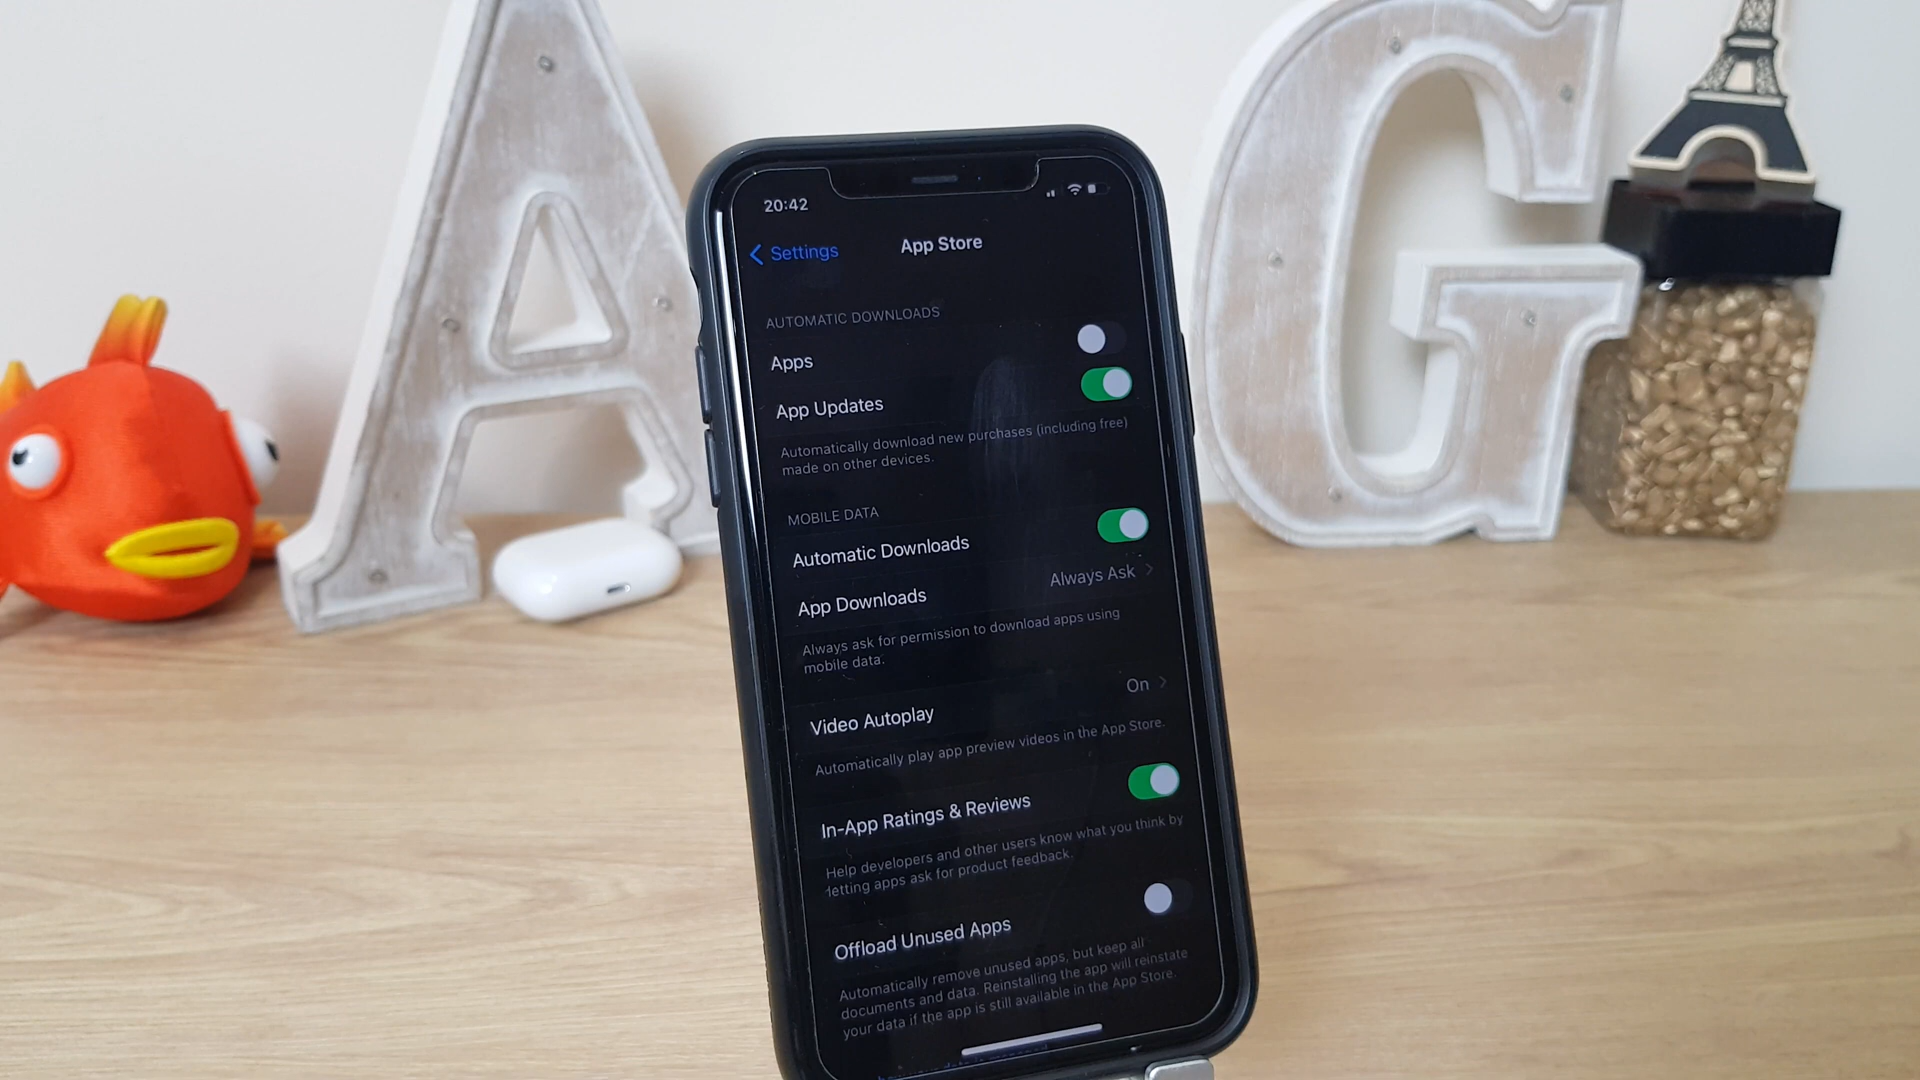 A
G
20:42
Settings
App Store
AUTOMATIC DOWNLOADS
Apps
App Updates
Automatically download new purchases (including free)
made on other devices.
MOBILE DATA
Automatic Downloads
App Downloads
Always Ask
Always ask for permission to download apps using
mobile data.
Video Autoplay
On
Automatically play app preview videos in the App Store.
In-App Ratings & Reviews
Help developers and other users know what you think by
letting apps ask for product feedback.
Offload Unused Apps
Automatically remove unused apps, but keep all
documents and data. Reinstalling the app will reinstate
your data if the app is still available in the App Store.